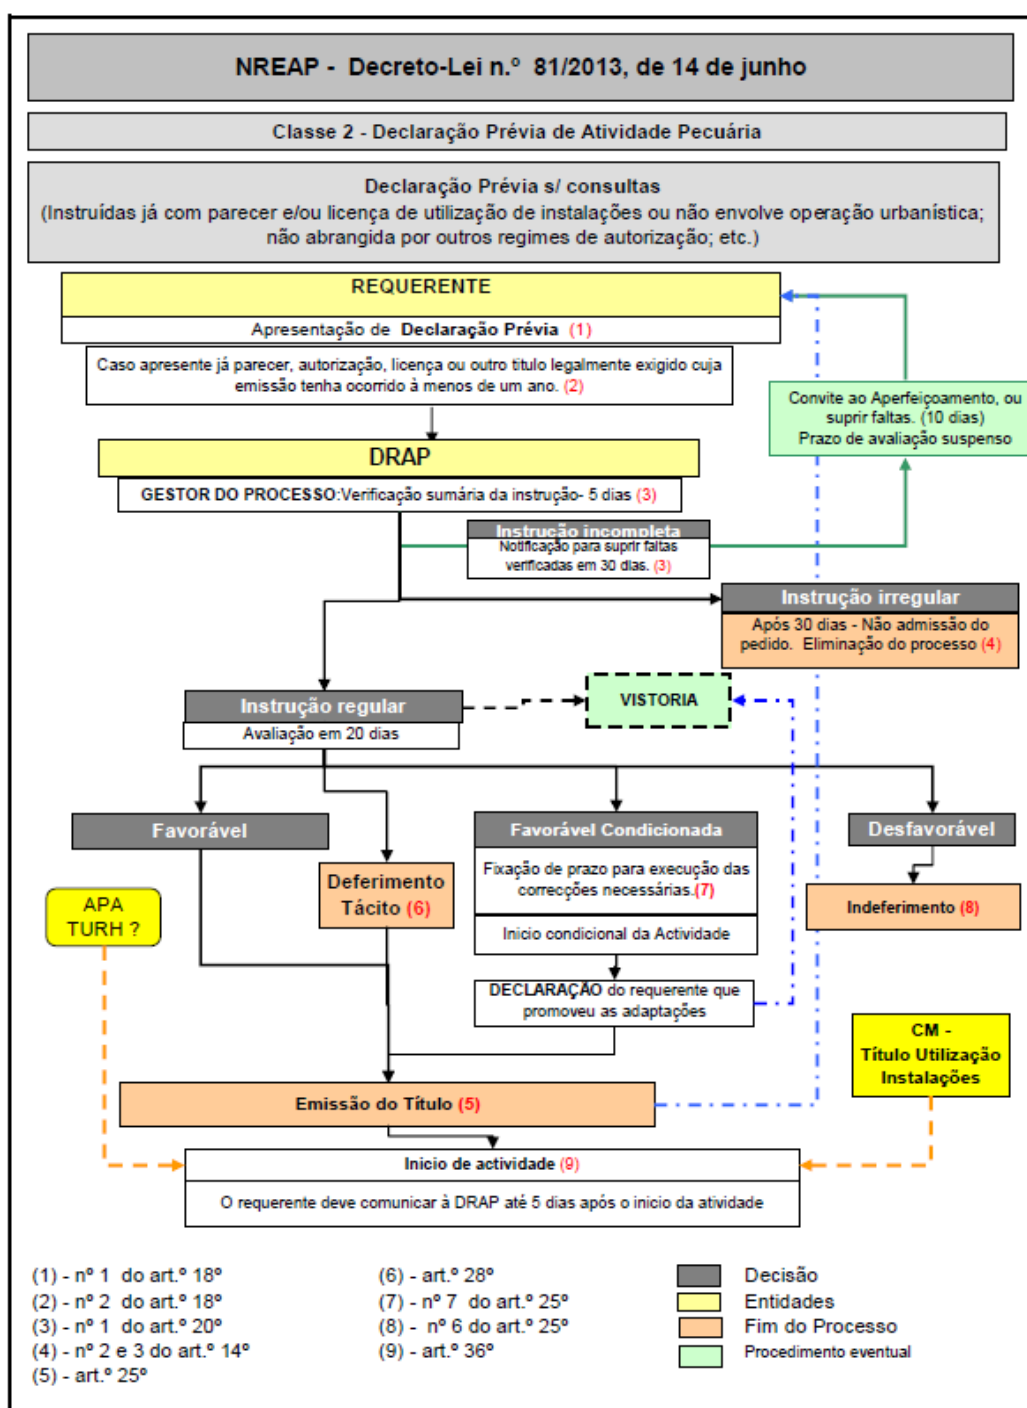 NREAP - Decreto-Lei n.º 81/2013, de 14 de junho
Classe 2 - Declaração Prévia de Atividade Pecuária
Declaração Prévia s/ consultas
(Instruídas já com parecer e/ou licença de utilização de instalações ou não envolve operação urbanística;
não abrangida por outros regimes de autorização; etc.)
REQUERENTE
Apresentação de Declaração Prévia (1)
Caso apresente já parecer, autorização, licença ou outro titulo legalmente exigido cuja
emissão tenha ocorrido à menos de um ano. (2)
Convite ao Aperfeiçoamento, ou
suprir faltas. (10 dias)
Prazo de avaliação suspenso
DRAP
GESTOR DO PROCESSO:Verificação sumária da instrução- 5 dias (3)
Instrução incompleta
Notificação para suprir faltas
verificadas em 30 dias. (3)
Instrução irregular
Após 30 dias - Não admissão do
pedido. Eliminação do processo (4)
Instrução regular
Avaliação em 20 dias
VISTORIA
Favorável
Deferimento
Tácito (6)
Favorável Condicionada
Fixação de prazo para execução das
correcções necessárias.(7)
Inicio condicional da Actividade
DECLARAÇÃO do requerente que
promoveu as adaptações
Desfavorável
Indeferimento (8)
APA
TURH ?
CM -
Título Utilização
Instalações
Emissão do Título (5)
Inicio de actividade (9)
O requerente deve comunicar à DRAP até 5 dias após o inicio da atividade
(1) - nº 1 do art.º 18º
(2) - nº 2 do art.º 18º
(3) - nº 1 do art.º 20º
(4) - nº 2 e 3 do art.º 14º
(5) - art.º 25º
(6) - art.º 28º
(7) - nº 7 do art.º 25º
(8) - nº 6 do art.º 25º
(9) - art.º 36º
Decisão
Entidades
Fim do Processo
Procedimento eventual